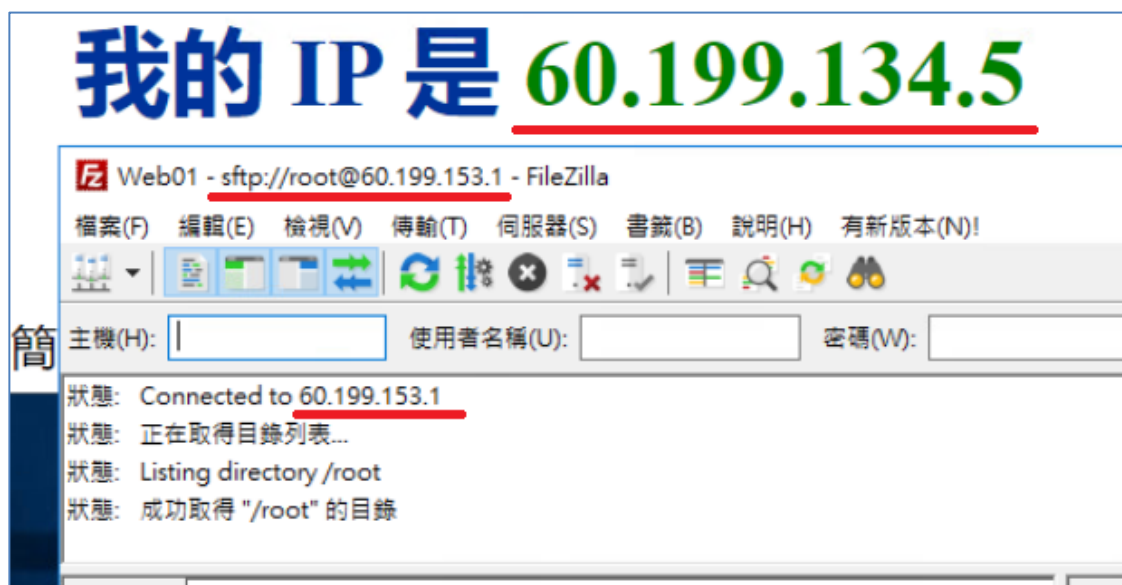 我的 IP 是 60.199.134.5
Web01 - sftp://root@60.199.153.1 - FileZilla
檔案(F) 編輯(E) 檢視(V) 傳輸(T) 伺服器(S) 書籤(B) 說明(H) 有新版本(N)!
簡
主機(H): 使用者名稱(U): 密碼(W):
狀態: Connected to 60.199.153.1
狀態: 正在取得目錄列表...
狀態: Listing directory /root
狀態: 成功取得 "/root" 的目錄